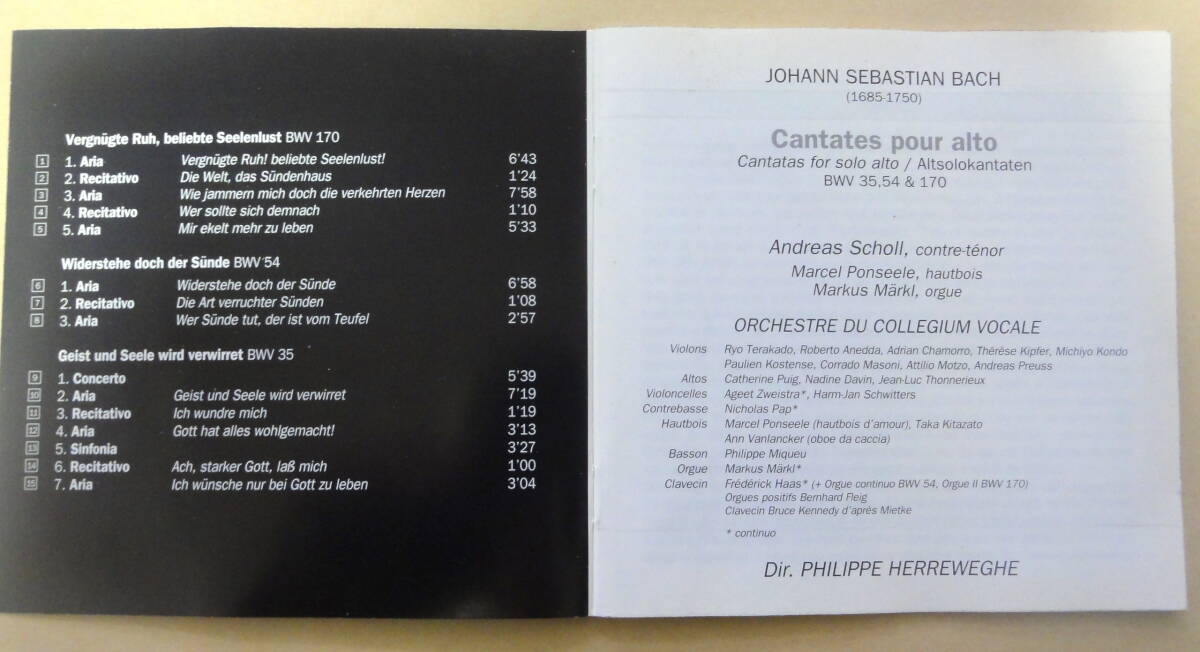 Vergnügte Ruh, beliebte Seelenlust BWV 170
1 1. Aria Vergnügte Ruh! beliebte Seelenlust! 6'43
2 2. Recitativo Die Welt, das Sündenhaus 1'24
3 3. Aria Wie jammern mich doch die verkehrten Herzen 7'58
4 4. Recitativo Wer sollte sich demnach 1'10
5 5. Aria Mir ekelt mehr zu leben 5'33
Widerstehe doch der Sünde BWV 54
6 1. Aria Widerstehe doch der Sünde 6'58
7 2. Recitativo Die Art verruchter Sünden 1'08
8 3. Aria Wer Sünde tut, der ist vom Teufel 2'57
Geist und Seele wird verwirret BWV 35
9 1. Concerto 5'39
10 2. Aria Geist und Seele wird verwirret 7'19
11 3. Recitativo Ich wundre mich 1'19
12 4. Aria Gott hat alles wohlgemacht! 3'13
13 5. Sinfonia 3'27
14 6. Recitativo Ach, starker Gott, laß mich 1'00
15 7. Aria Ich wünsche nur bei Gott zu leben 3'04
JOHANN SEBASTIAN BACH
(1685-1750)
Cantates pour alto
Cantatas for solo alto / Altsolokantaten
BWV 35,54 & 170
Andreas Scholl, contre-ténor
Marcel Ponseele, hautbois
Markus Märkl, orgue
ORCHESTRE DU COLLEGIUM VOCALE
Violons Ryo Terakado, Roberto Anedda, Adrian Chamorro, Thérèse Kipfer, Michiyo Kondo
Paulien Kostense, Corrado Masoni, Attilio Motzo, Andreas Preuss
Altos Catherine Puig, Nadine Davin, Jean-Luc Thonnerieux
Violoncelles Ageet Zweistra*, Harm-Jan Schwitters
Contrebasse Nicholas Pap*
Hautbois Marcel Ponseele (hautbois d'amour), Taka Kitazato
Ann Vanlancker (oboe da caccia)
Basson Philippe Miqueu
Orgue Markus Märkl*
Clavecin Frédérick Haas* (+ Orgue continuo BWV 54, Orgue II BWV 170)
Orgues positifs Bernhard Fleig
Clavecin Bruce Kennedy d'après Mietke
* continuo
Dir. PHILIPPE HERREWEGHE